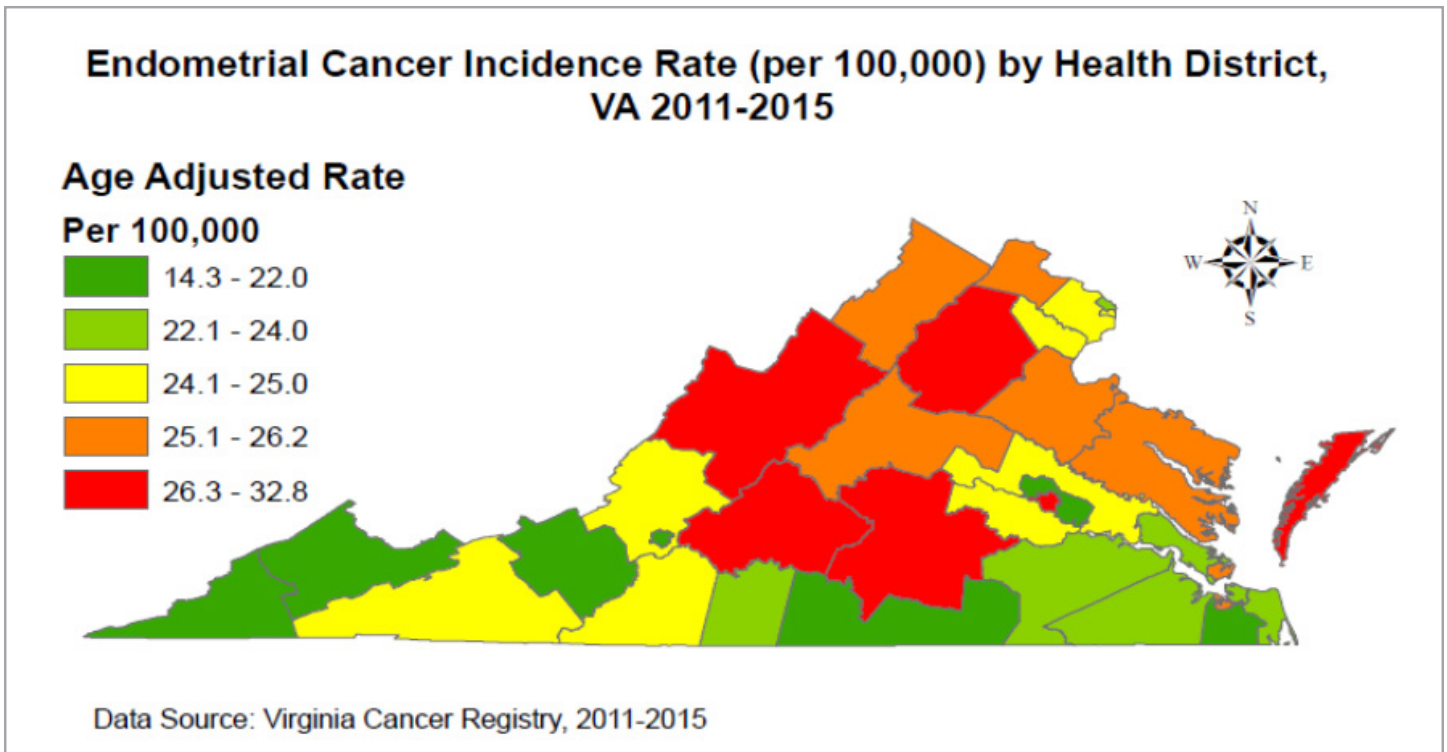 Endometrial Cancer Incidence Rate (per 100,000) by Health District,
VA 2011-2015
Age Adjusted Rate
Per 100,000
14.3 - 22.0
22.1 - 24.0
24.1 - 25.0
25.1 - 26.2
26.3 - 32.8
N
W E
S
Data Source: Virginia Cancer Registry, 2011-2015